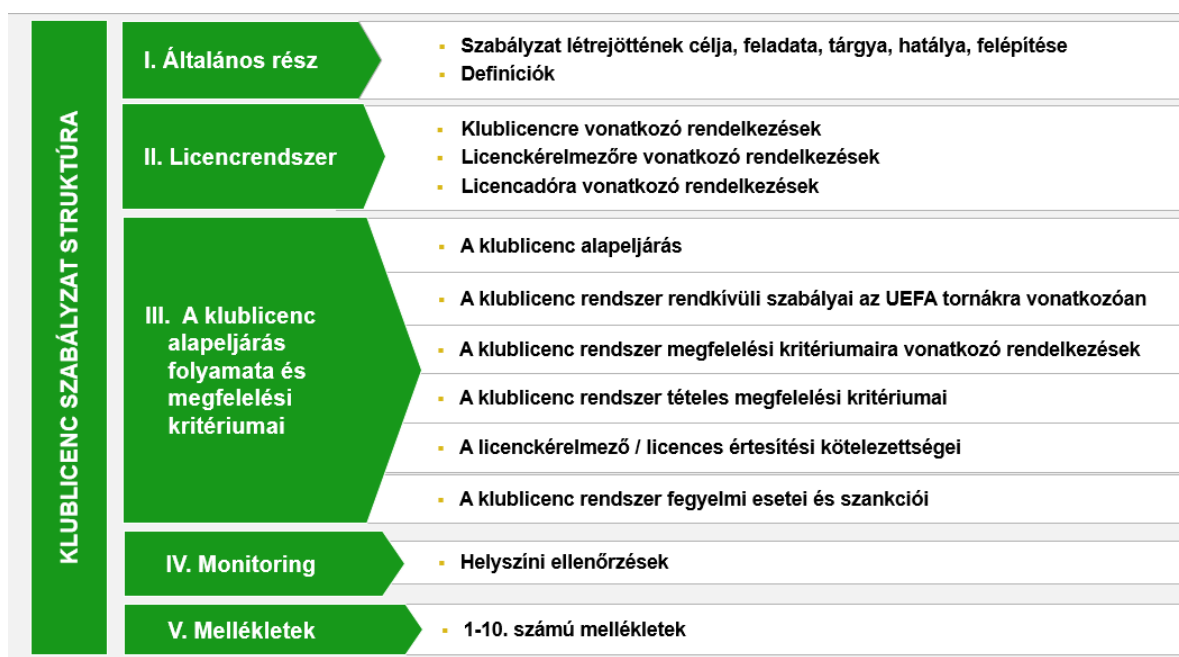 KLUBLICENC SZABÁLYZAT STRUKTÚRA
I. Általános rész
Szabályzat létrejöttének célja, feladata, tárgya, hatálya, felépítése
Definíciók
II. Licencrendszer
Klublicencre vonatkozó rendelkezések
Licenckérelmezőre vonatkozó rendelkezések
Licencadóra vonatkozó rendelkezések
III. A klublicenc
alapeljárás
folyamata és
megfelelési
kritériumai
A klublicenc alapeljárás
A klublicenc rendszer rendkívüli szabályai az UEFA tornákra vonatkozóan
A klublicenc rendszer megfelelési kritériumaira vonatkozó rendelkezések
A klublicenc rendszer tételes megfelelési kritériumai
A licenckérelmező / licences értesítési kötelezettségei
A klublicenc rendszer fegyelmi esetei és szankciói
IV. Monitoring
Helyszíni ellenőrzések
V. Mellékletek
1-10. számú mellékletek